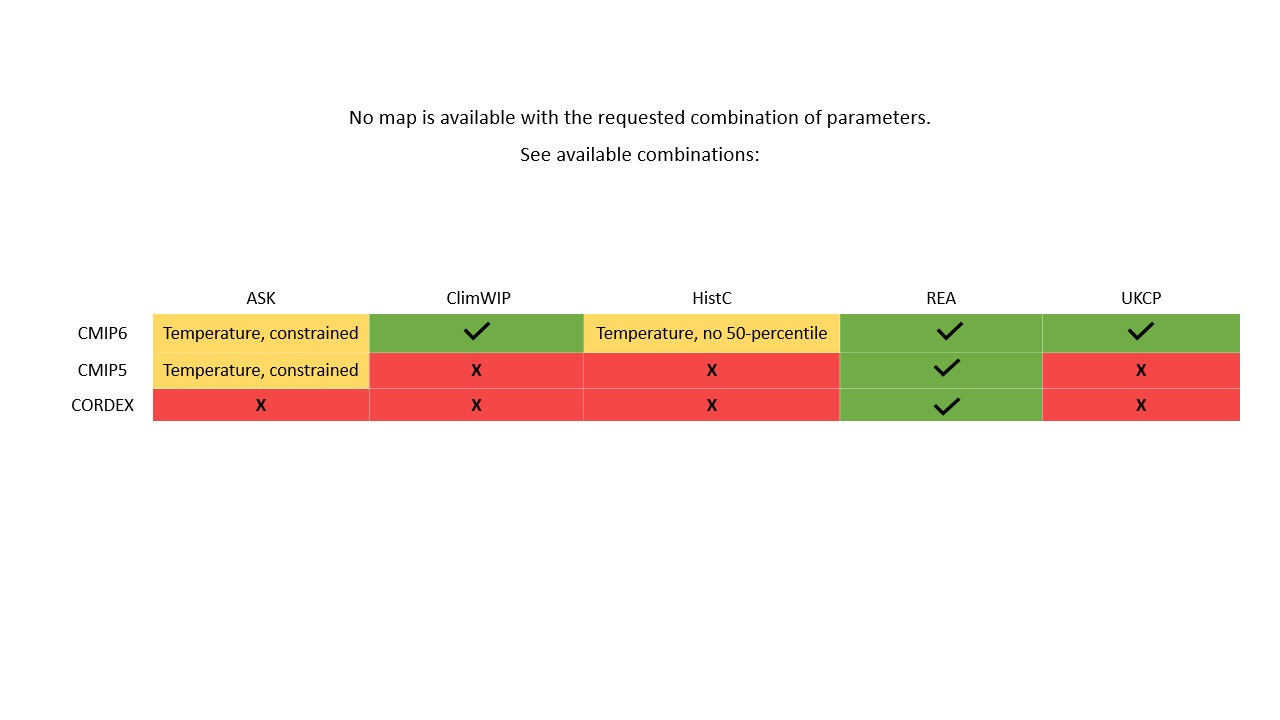 No map is available with the requested combination of parameters.
See available combinations:
ASK ClimWIP HistC REA UKCP
CMIP6 Temperature, constrained ✓ Temperature, no 50-percentile ✓ ✓
CMIP5 Temperature, constrained X X ✓ X
CORDEX X X X ✓ X